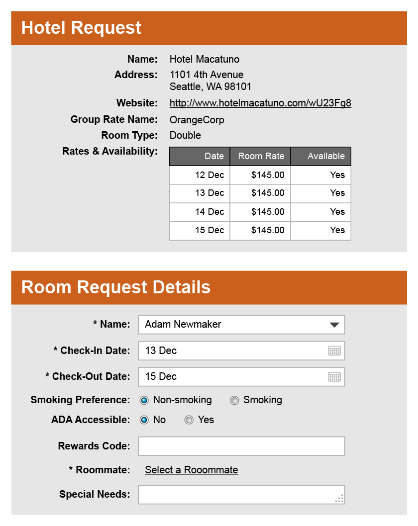 Hotel Request
Name: Hotel Macatuno
Address: 1101 4th Avenue
Seattle, WA 98101
Website: http://www.hotelmacatuno.com/wU23Fg8
Group Rate Name: OrangeCorp
Room Type: Double
Rates & Availability:
Date Room Rate Available
12 Dec $145.00 Yes
13 Dec $145.00 Yes
14 Dec $145.00 Yes
15 Dec $145.00 Yes
Room Request Details
* Name: Adam Newmaker
* Check-In Date: 13 Dec
* Check-Out Date: 15 Dec
Smoking Preference: Non-smoking Smoking
ADA Accessible: No Yes
Rewards Code:
* Roommate: Select a Rooommate
Special Needs: